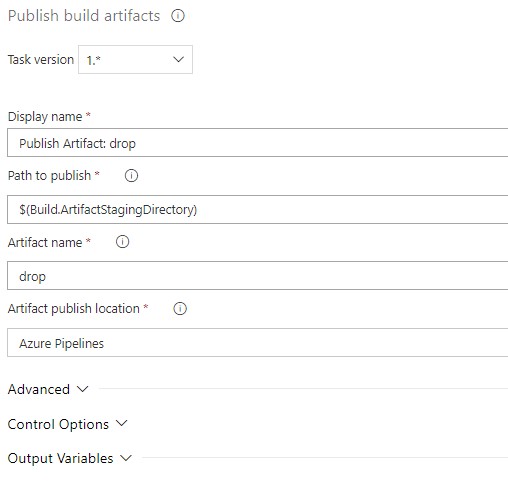 Publish build artifacts
Task version 1.*
Display name *
Publish Artifact: drop
Path to publish *
$(Build.ArtifactStagingDirectory)
Artifact name *
drop
Artifact publish location *
Azure Pipelines
Advanced
Control Options
Output Variables